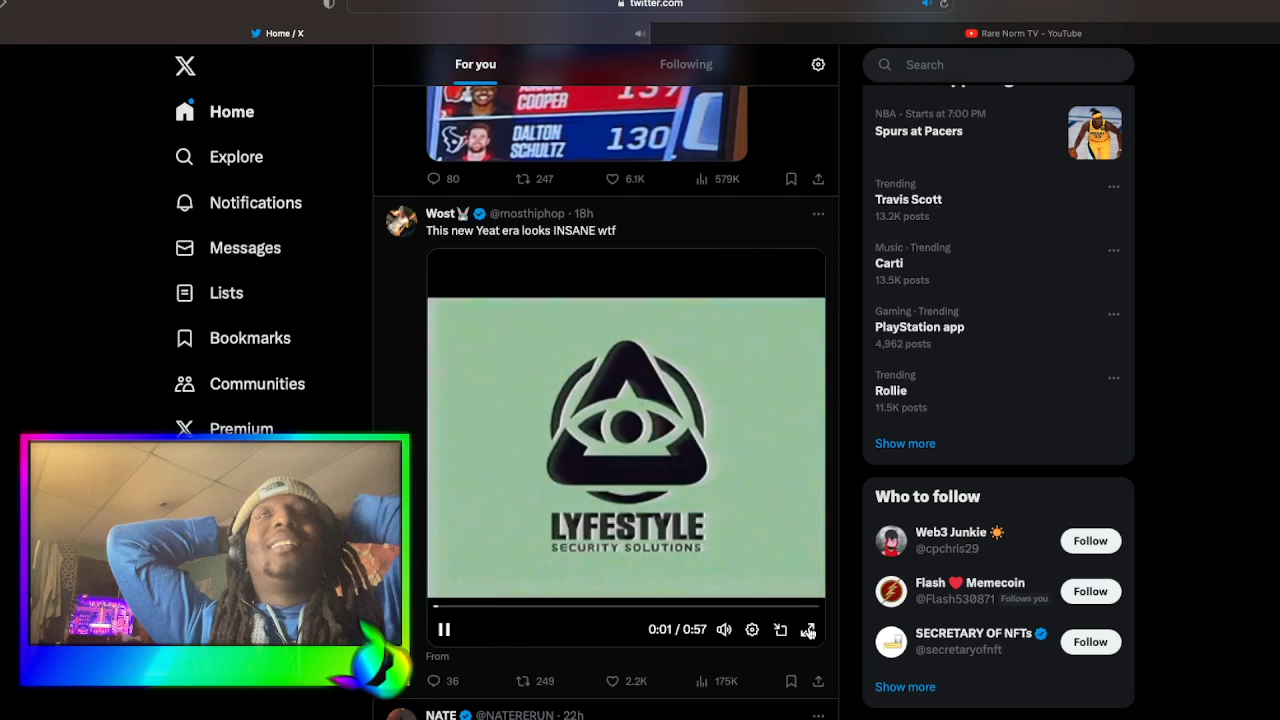 twitter.com
Home / X
Rare Norm TV - YouTube
For you
Following
Search
Home
Explore
Notifications
Messages
Lists
Bookmarks
Communities
Premium
COOPER
137
DALTON
SCHULTZ
130
80
247
6.1K
579K
Wost @mosthiphop · 18h
This new Yeat era looks INSANE wtf
LYFESTYLE
SECURITY SOLUTIONS
0:01 / 0:57
From
36
249
2.2K
175K
NATE @NATERERUN · 22h
NBA · Starts at 7:00 PM
Spurs at Pacers
Trending
Travis Scott
13.2K posts
Music · Trending
Carti
13.5K posts
Gaming · Trending
PlayStation app
4,962 posts
Trending
Rollie
11.5K posts
Show more
Who to follow
Web3 Junkie
@cpchris29
Follow
Flash Memecoin
@Flash530871 Follows you
Follow
SECRETARY OF NFTs
@secretaryofnft
Follow
Show more